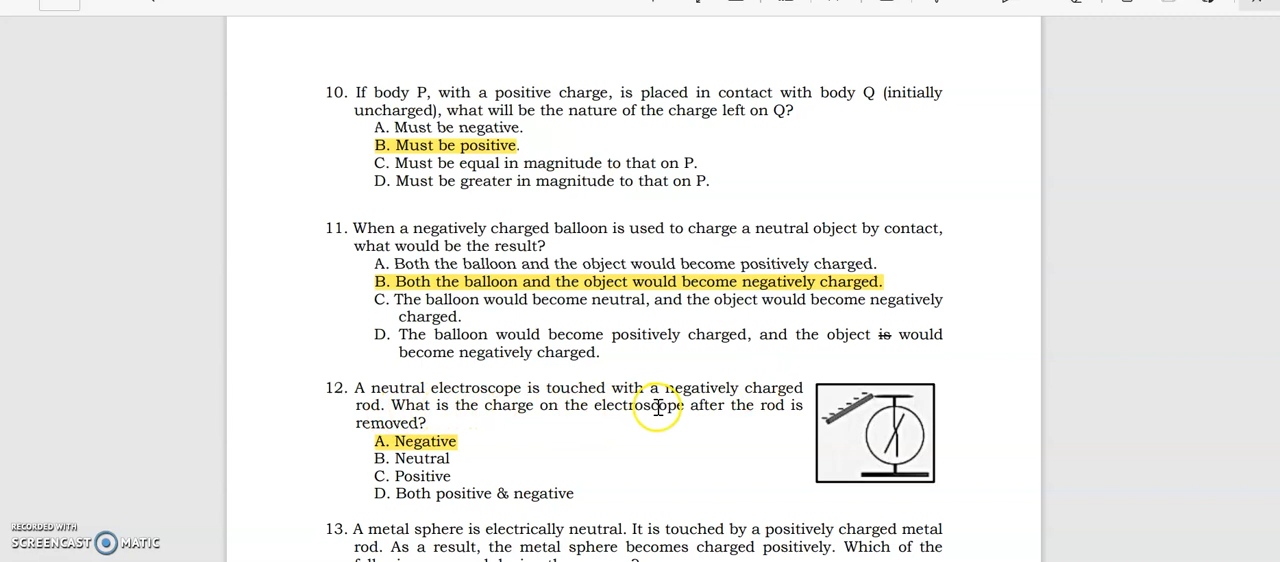 10. If body P, with a positive charge, is placed in contact with body Q (initially
uncharged), what will be the nature of the charge left on Q?
A. Must be negative.
B. Must be positive.
C. Must be equal in magnitude to that on P.
D. Must be greater in magnitude to that on P.
11. When a negatively charged balloon is used to charge a neutral object by contact,
what would be the result?
A. Both the balloon and the object would become positively charged.
B. Both the balloon and the object would become negatively charged.
C. The balloon would become neutral, and the object would become negatively
charged.
D. The balloon would become positively charged, and the object is would
become negatively charged.
12. A neutral electroscope is touched with a negatively charged
rod. What is the charge on the electroscope after the rod is
removed?
A. Negative
B. Neutral
C. Positive
D. Both positive & negative
13. A metal sphere is electrically neutral. It is touched by a positively charged metal
rod. As a result, the metal sphere becomes charged positively. Which of the
RECORDED WITH
SCREENCAST MATIC